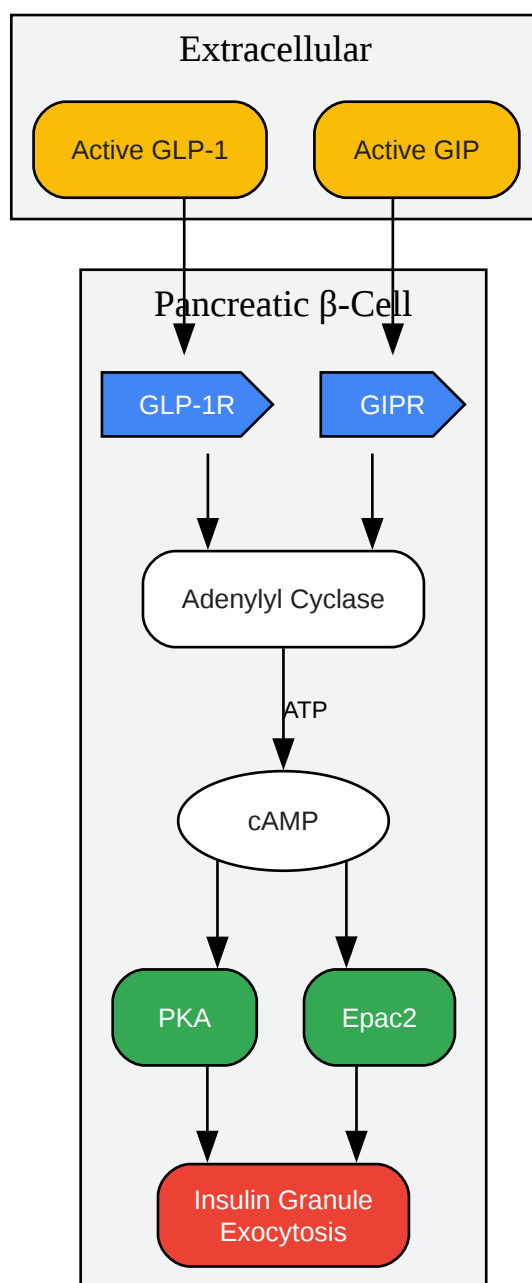 Extracellular
Active GLP-1
Active GIP
Pancreatic β-Cell
GLP-1R
GIPR
Adenylyl Cyclase
ATP
cAMP
PKA
Epac2
Insulin Granule
Exocytosis